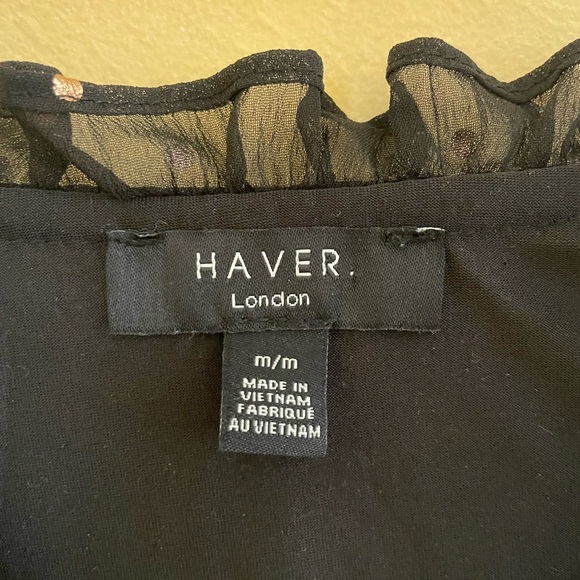 HAVER.
London
m/m
MADE IN
VIETNAM
FABRIQUÉ
AU VIETNAM